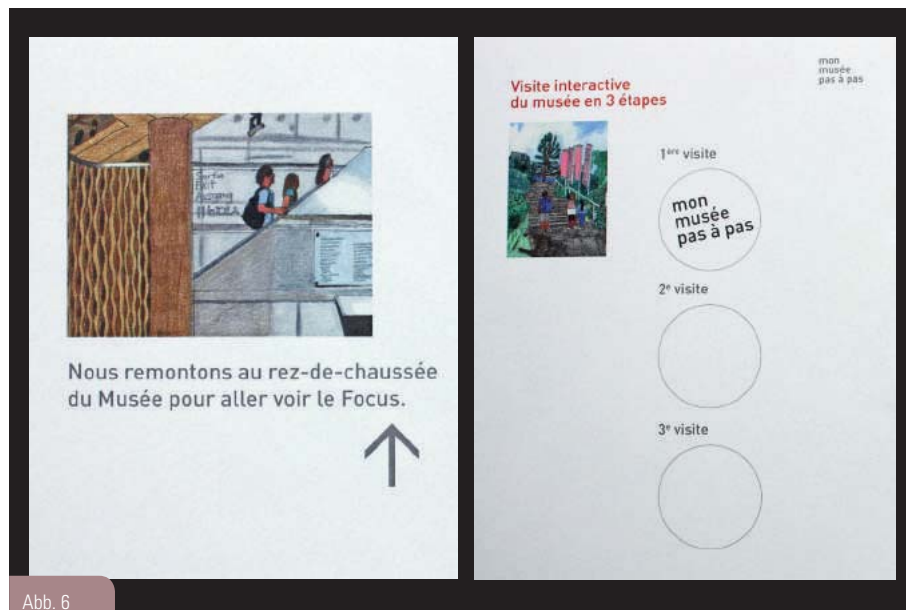 Nous remontons au rez-de-chaussée
du Musée pour aller voir le Focus.
Visite interactive
du musée en 3 étapes
mon
musée
pas à pas
1ère visite
mon
musée
pas à pas
2e visite
3e visite
Abb. 6